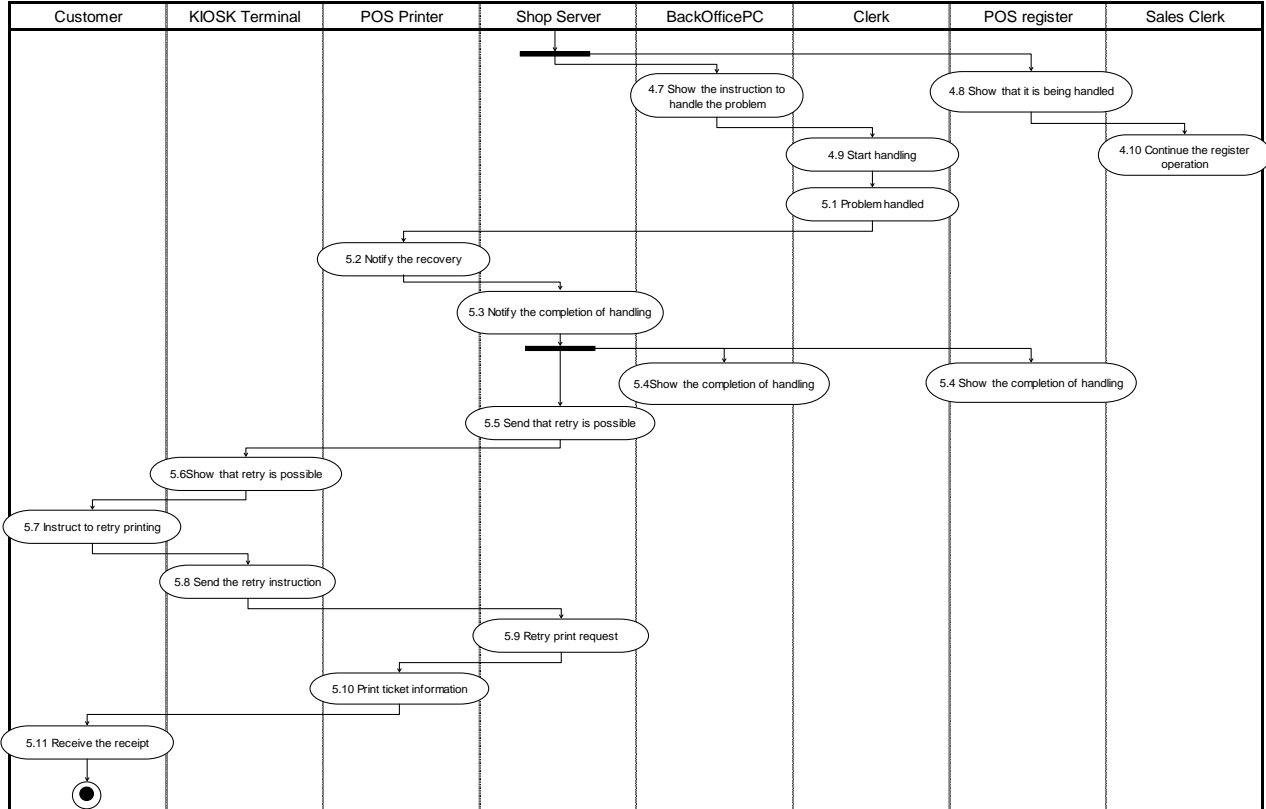 Customer
KIOSK Terminal
POS Printer
Shop Server
BackOfficePC
Clerk
POS register
Sales Clerk
4.7 Show the instruction to
handle the problem
4.8 Show that it is being handled
4.9 Start handling
4.10 Continue the register
operation
5.1 Problem handled
5.2 Notify the recovery
5.3 Notify the completion of handling
5.4Show the completion of handling
5.4 Show the completion of handling
5.5 Send that retry is possible
5.6Show that retry is possible
5.7 Instruct to retry printing
5.8 Send the retry instruction
5.9 Retry print request
5.10 Print ticket information
5.11 Receive the receipt